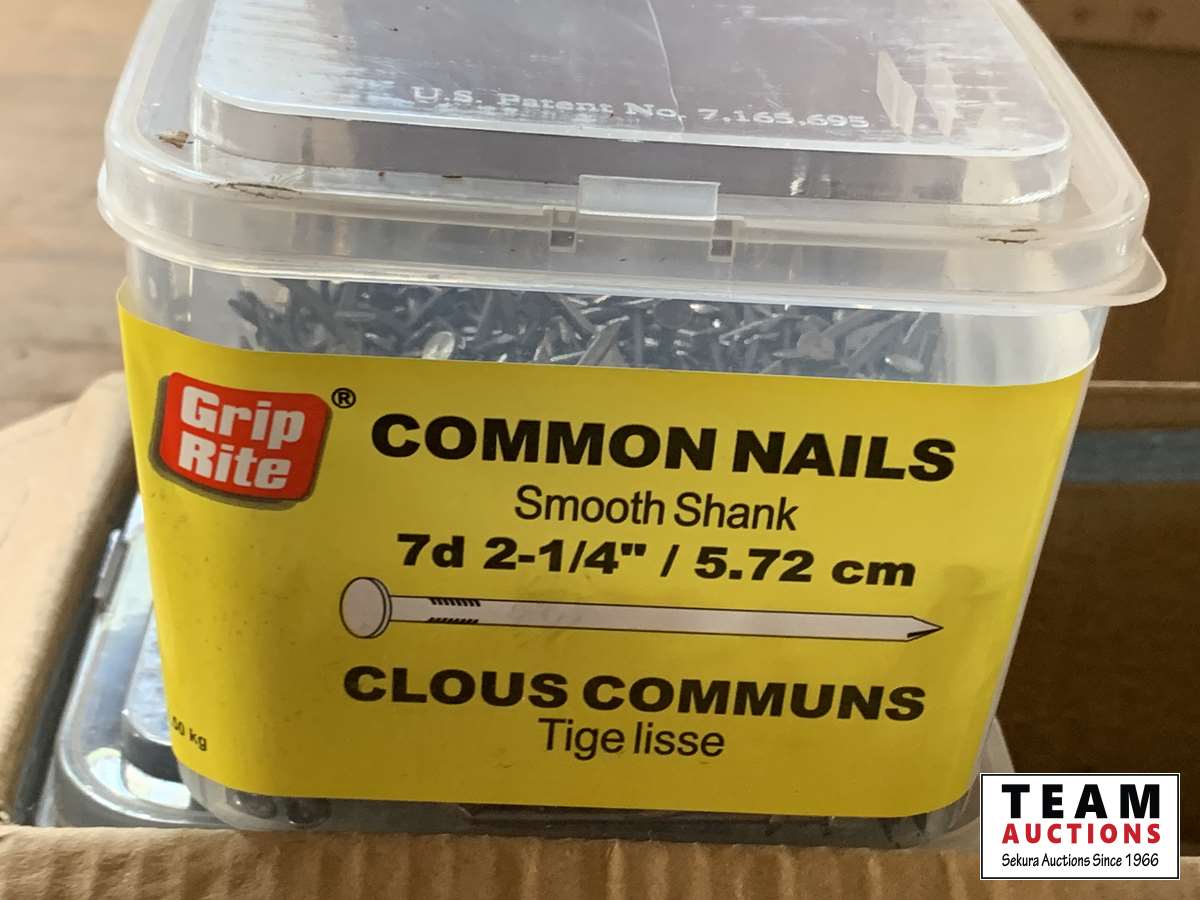 U.S. Patent No. 7,165,695
Grip
Rite
®
COMMON NAILS
Smooth Shank
7d 2-1/4" / 5.72 cm
CLOUS COMMUNS
Tige lisse
kg
TEAM
AUCTIONS
Sekura Auctions Since 1966